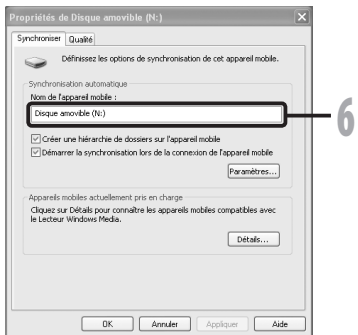 Propriétés de Disque amovible (N:)
Synchroniser Qualité
Définissez les options de synchronisation de cet appareil mobile.
Synchronisation automatique
Nom de l'appareil mobile :
Disque amovible (N:)
6
Créer une hiérarchie de dossiers sur l'appareil mobile
Démarrer la synchronisation lors de la connexion de l'appareil mobile
Paramètres...
Appareils mobiles actuellement pris en charge
Cliquez sur Détails pour connaître les appareils mobiles compatibles avec
le Lecteur Windows Media.
Détails...
OK Annuler Appliquer Aide